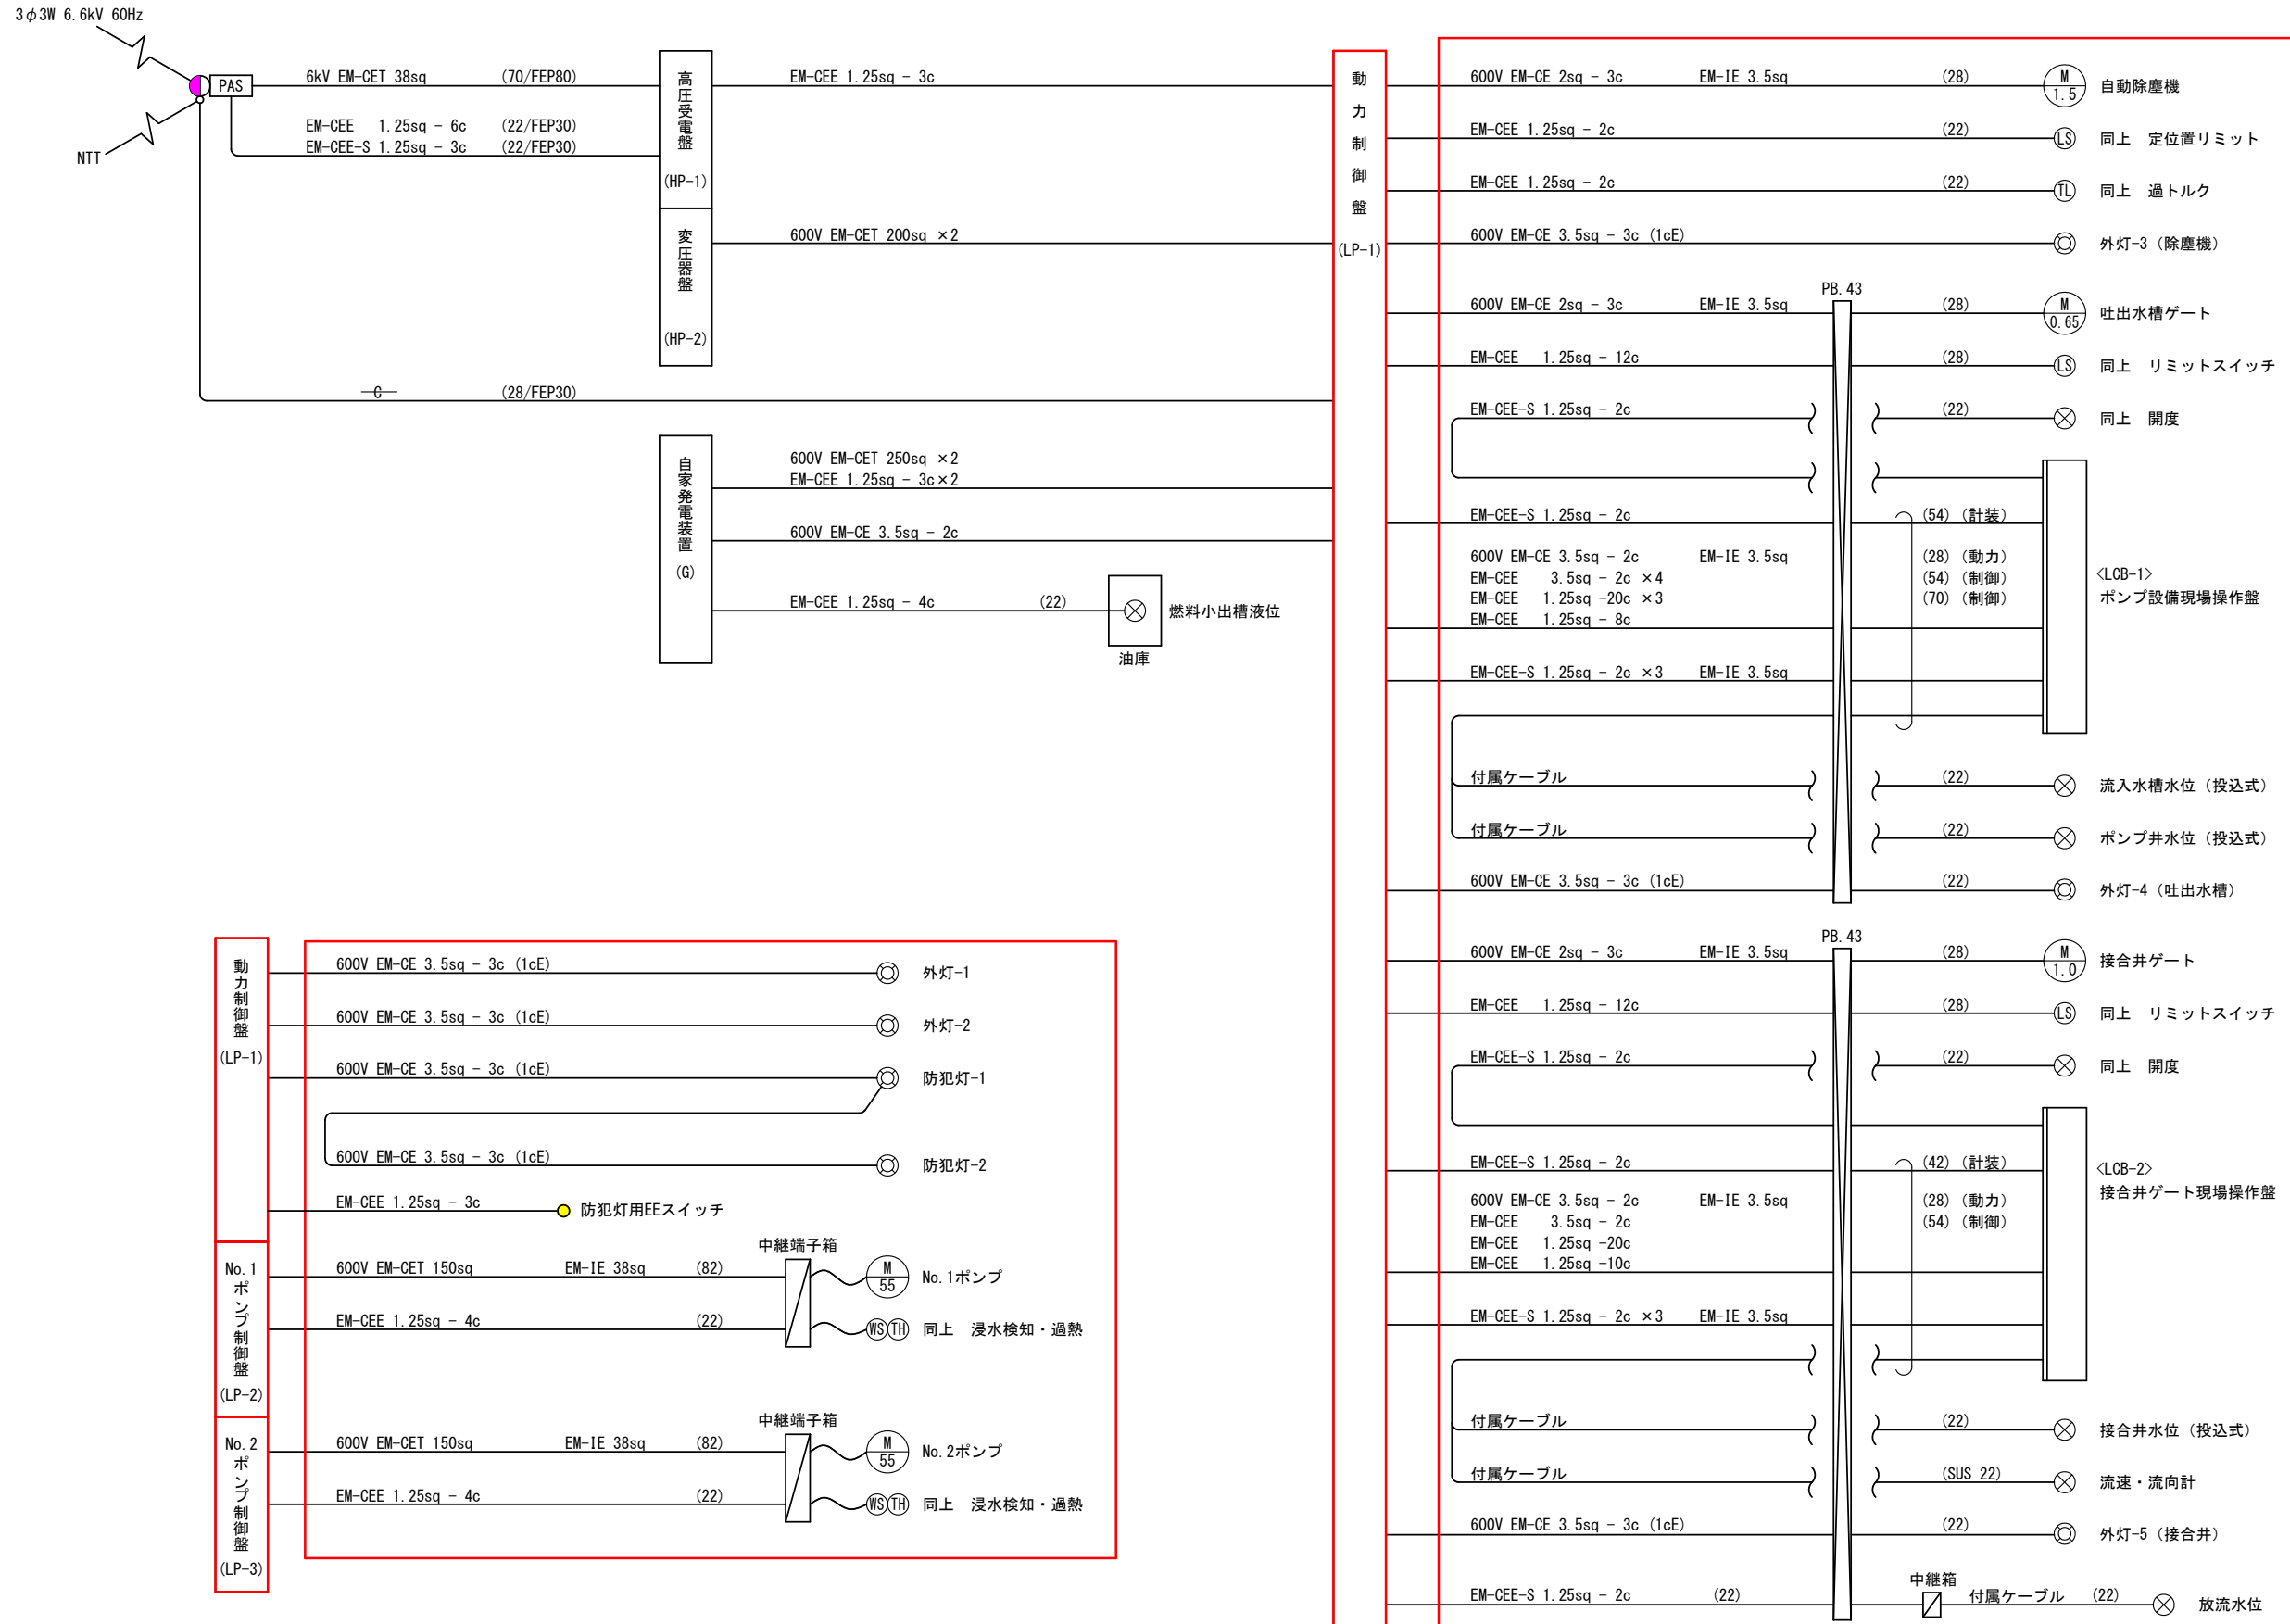 3φ3W 6.6kV 60Hz
NTT
PAS
6kV EM-CET 38sq (70/FEP80)
EM-CEE 1.25sq - 6c (22/FEP30)
EM-CEE-S 1.25sq - 3c (22/FEP30)
C (28/FEP30)
高圧受電盤
(HP-1)
変圧器盤
(HP-2)
EM-CEE 1.25sq - 3c
600V EM-CET 200sq ×2
自家発電装置
(G)
600V EM-CET 250sq ×2
EM-CEE 1.25sq - 3c×2
600V EM-CE 3.5sq - 2c
EM-CEE 1.25sq - 4c (22)
燃料小出槽液位
油庫
動力制御盤
(LP-1)
600V EM-CE 2sq - 3c EM-IE 3.5sq (28) M 1.5 自動除塵機
EM-CEE 1.25sq - 2c (22) LS 同上 定位置リミット
EM-CEE 1.25sq - 2c (22) TL 同上 過トルク
600V EM-CE 3.5sq - 3c (1cE) 外灯-3（除塵機）
PB.43
600V EM-CE 2sq - 3c EM-IE 3.5sq (28) M 0.65 吐出水槽ゲート
EM-CEE 1.25sq - 12c (28) LS 同上 リミットスイッチ
EM-CEE-S 1.25sq - 2c (22) 同上 開度
EM-CEE-S 1.25sq - 2c (54)（計装）
600V EM-CE 3.5sq - 2c EM-IE 3.5sq (28)（動力）
EM-CEE 3.5sq - 2c ×4 (54)（制御）
EM-CEE 1.25sq -20c ×3 (70)（制御）
EM-CEE 1.25sq - 8c
<LCB-1>
ポンプ設備現場操作盤
EM-CEE-S 1.25sq - 2c ×3 EM-IE 3.5sq
付属ケーブル (22) 流入水槽水位（投込式）
付属ケーブル (22) ポンプ井水位（投込式）
600V EM-CE 3.5sq - 3c (1cE) (22) 外灯-4（吐出水槽）
PB.43
600V EM-CE 2sq - 3c EM-IE 3.5sq (28) M 1.0 接合井ゲート
EM-CEE 1.25sq - 12c (28) LS 同上 リミットスイッチ
EM-CEE-S 1.25sq - 2c (22) 同上 開度
EM-CEE-S 1.25sq - 2c (42)（計装）
600V EM-CE 3.5sq - 2c EM-IE 3.5sq (28)（動力）
EM-CEE 3.5sq - 2c (54)（制御）
EM-CEE 1.25sq -20c
EM-CEE 1.25sq -10c
<LCB-2>
接合井ゲート現場操作盤
EM-CEE-S 1.25sq - 2c ×3 EM-IE 3.5sq
付属ケーブル (22) 接合井水位（投込式）
付属ケーブル (SUS 22) 流速・流向計
600V EM-CE 3.5sq - 3c (1cE) (22) 外灯-5（接合井）
EM-CEE-S 1.25sq - 2c (22) 中継箱 付属ケーブル (22) 放流水位
動力制御盤
(LP-1)
600V EM-CE 3.5sq - 3c (1cE) 外灯-1
600V EM-CE 3.5sq - 3c (1cE) 外灯-2
600V EM-CE 3.5sq - 3c (1cE) 防犯灯-1
600V EM-CE 3.5sq - 3c (1cE) 防犯灯-2
EM-CEE 1.25sq - 3c 防犯灯用EEスイッチ
No.1ポンプ制御盤
(LP-2)
中継端子箱
600V EM-CET 150sq EM-IE 38sq (82) M 55 No.1ポンプ
EM-CEE 1.25sq - 4c (22) WS TH 同上 浸水検知・過熱
No.2ポンプ制御盤
(LP-3)
中継端子箱
600V EM-CET 150sq EM-IE 38sq (82) M 55 No.2ポンプ
EM-CEE 1.25sq - 4c (22) WS TH 同上 浸水検知・過熱